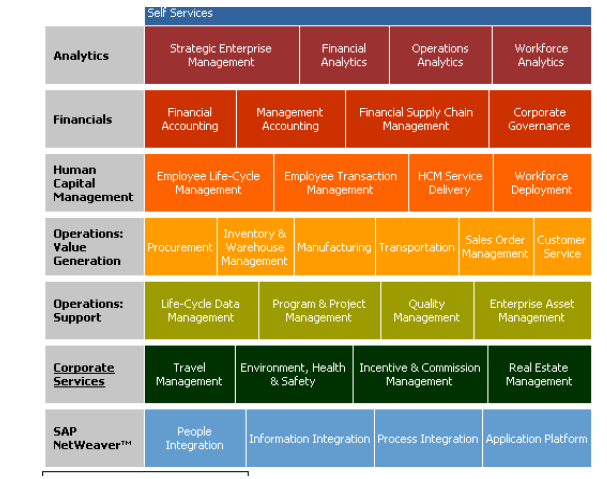 Self Services
Analytics
Strategic Enterprise
Management
Financial
Analytics
Operations
Analytics
Workforce
Analytics
Financials
Financial
Accounting
Management
Accounting
Financial Supply Chain
Management
Corporate
Governance
Human
Capital
Management
Employee Life-Cycle
Management
Employee Transaction
Management
HCM Service
Delivery
Workforce
Deployment
Operations:
Value
Generation
Procurement
Inventory &
Warehouse
Management
Manufacturing
Transportation
Sales Order
Management
Customer
Service
Operations:
Support
Life-Cycle Data
Management
Program & Project
Management
Quality
Management
Enterprise Asset
Management
Corporate
Services
Travel
Management
Environment, Health
& Safety
Incentive & Commission
Management
Real Estate
Management
SAP
NetWeaver™
People
Integration
Information Integration
Process Integration
Application Platform